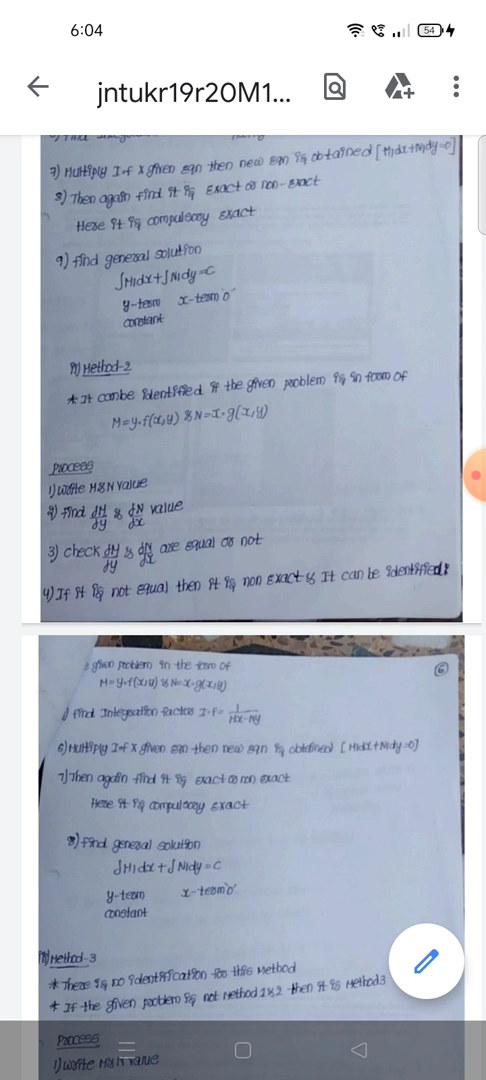 6:04
54
jntukr19r20M1...
7) Multiply I.f x given eqn then new eqn is obtained [M1dx+N1dy=0]
8) Then again find it is Exact or non-exact
Here it is compulsory Exact
9) find general solution
∫M1dx+∫N1dy=C
y-term x-term 'o'
constant
Method-2
* It canbe identified if the given problem is in form of
M=y.f(x,y) & N=x.g(x,y)
Process
1) Write M&N value
2) Find dM/dy & dN/dx value
3) check dM/dy & dN/dx are equal or not
4) If it is not equal then it is non Exact & It can be identified:
given problem in the form of
M=y.f(x,y) & N=x.g(x,y)
6
find Integration factor I.f= 1/Mx-Ny
6) Multiply I.f x given eqn then new eqn is obtained [M1dx+N1dy=0]
7) Then again find it is exact or non exact
Here it is compulsory Exact
8) Find general solution
∫M1dx+∫N1dy=C
y-term x-term 'o'
constant
Method-3
* There is no identification for this Method
* If the given problem is not Method 1&2 then it is Method3
Process
1) write M&N value